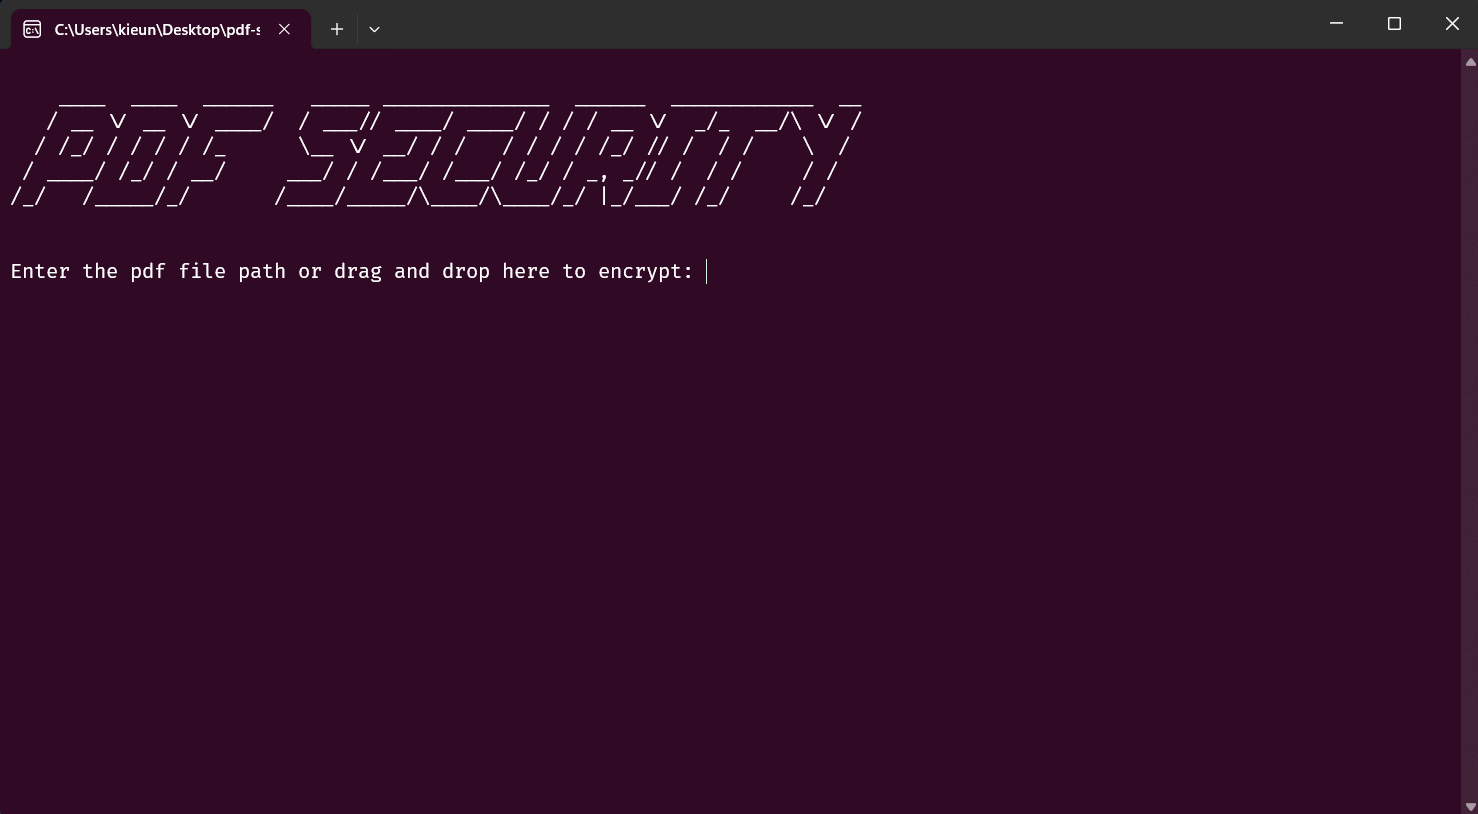 C:\Users\kieun\Desktop\pdf-s
PDF SECURITY
Enter the pdf file path or drag and drop here to encrypt: